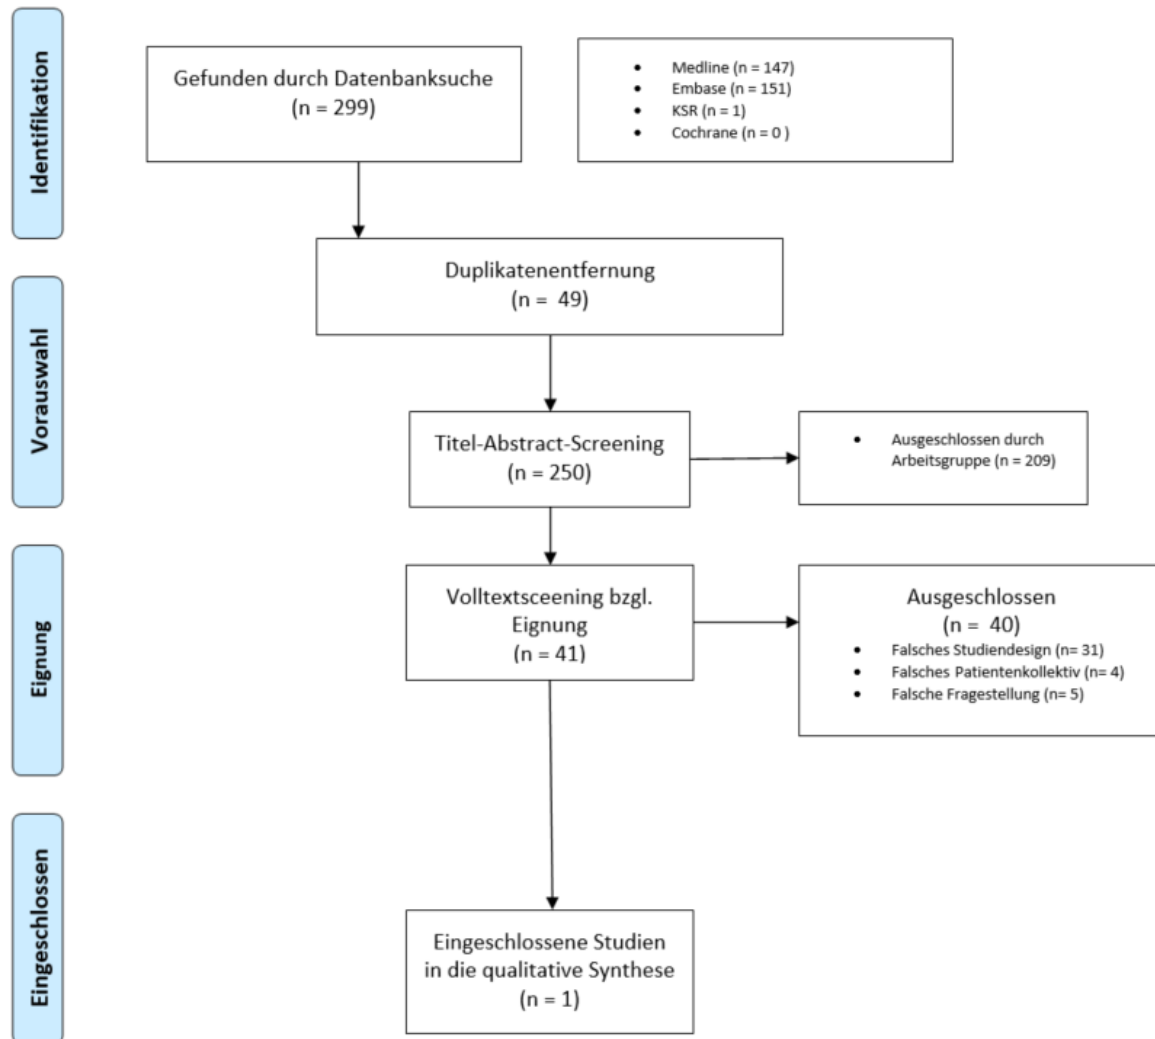 Identifikation
Gefunden durch Datenbanksuche
(n = 299)
• Medline (n = 147)
• Embase (n = 151)
• KSR (n = 1)
• Cochrane (n = 0 )
Vorauswahl
Duplikatenentfernung
(n =  49)
Titel-Abstract-Screening
(n = 250)
• Ausgeschlossen durch
Arbeitsgruppe (n = 209)
Eignung
Volltextsceening bzgl.
Eignung
(n = 41)
Ausgeschlossen
(n =  40)
• Falsches Studiendesign (n= 31)
• Falsches Patientenkollektiv (n= 4)
• Falsche Fragestellung (n= 5)
Eingeschlossen
Eingeschlossene Studien
in die qualitative Synthese
(n = 1)